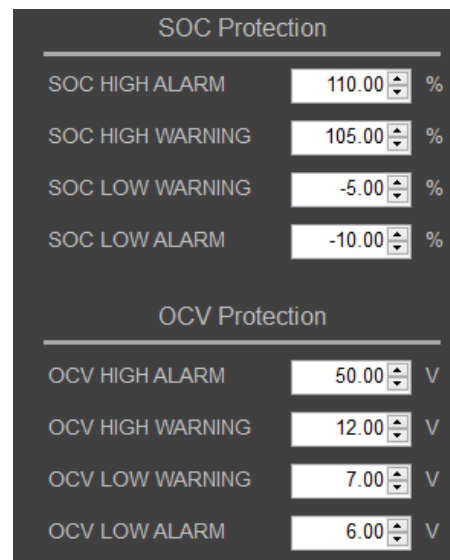 SOC Protection
SOC HIGH ALARM 110.00 %
SOC HIGH WARNING 105.00 %
SOC LOW WARNING -5.00 %
SOC LOW ALARM -10.00 %
OCV Protection
OCV HIGH ALARM 50.00 V
OCV HIGH WARNING 12.00 V
OCV LOW WARNING 7.00 V
OCV LOW ALARM 6.00 V